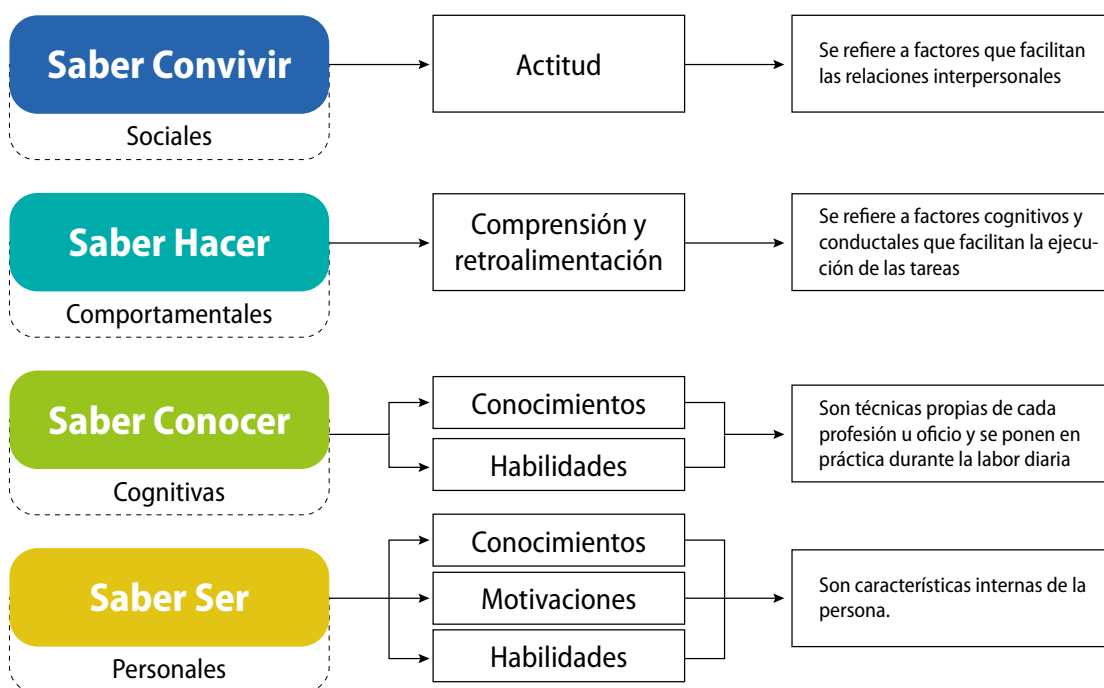 Saber Convivir
Sociales
Actitud
Se refiere a factores que facilitan
las relaciones interpersonales
Saber Hacer
Comportamentales
Comprensión y
retroalimentación
Se refiere a factores cognitivos y
conductales que facilitan la ejecu-
ción de las tareas
Saber Conocer
Cognitivas
Conocimientos
Habilidades
Son técnicas propias de cada
profesión u oficio y se ponen en
práctica durante la labor diaria
Saber Ser
Personales
Conocimientos
Motivaciones
Habilidades
Son características internas de la
persona.